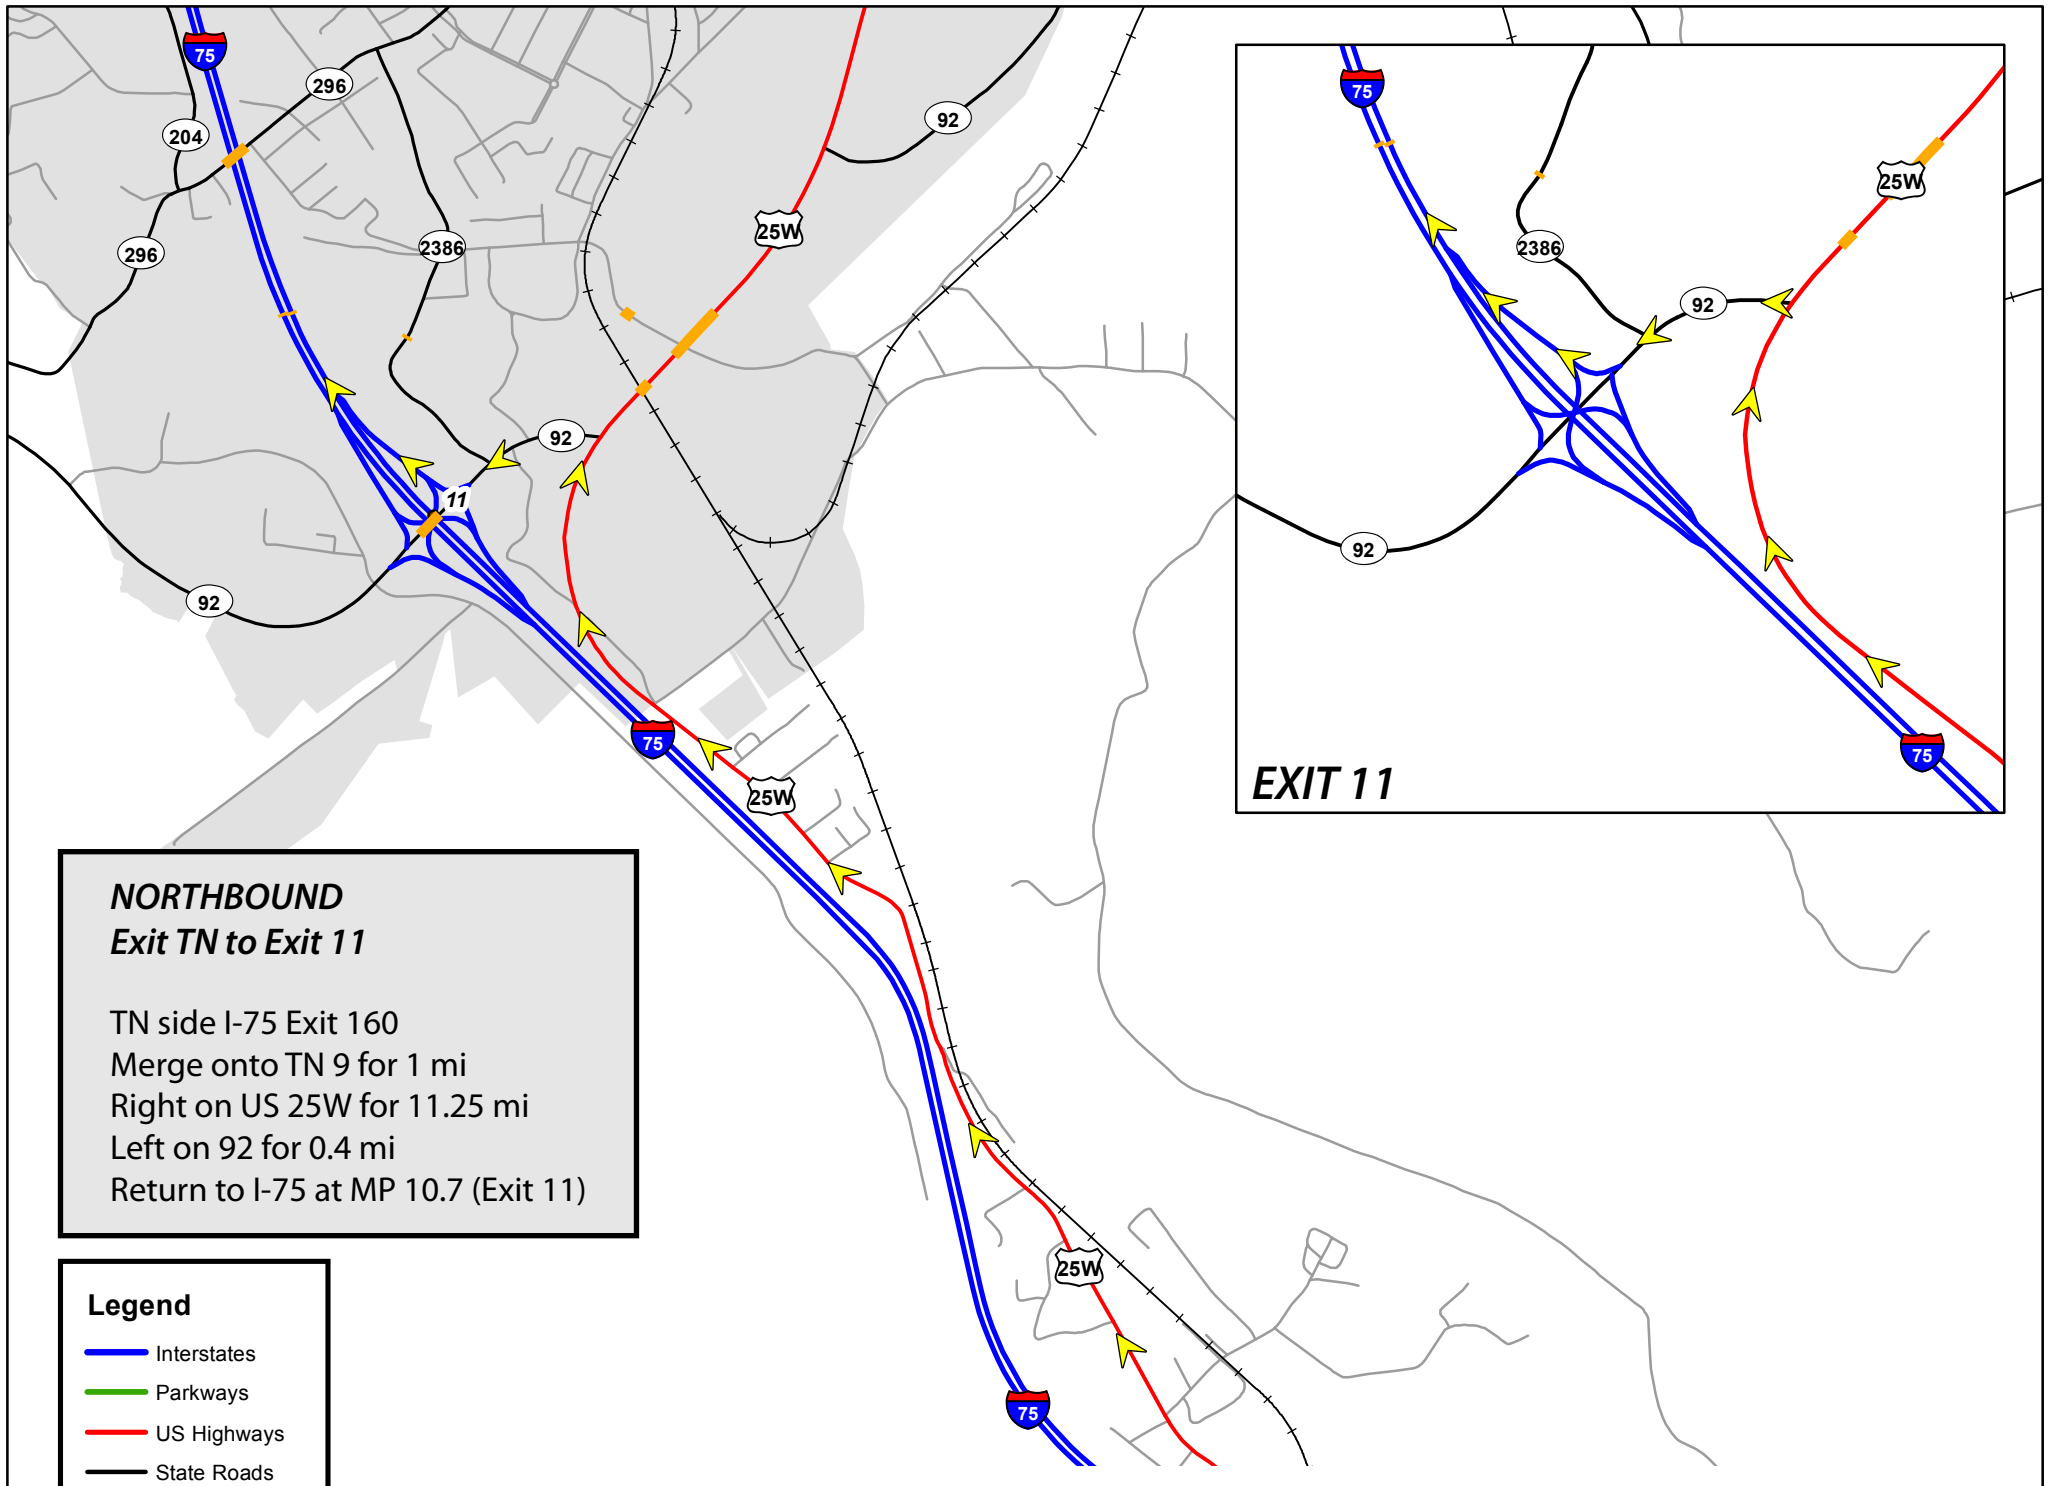 75
296
204
296
2386
92
25W
92
11
92
75
25W
25W
75
75
25W
2386
92
92
75
EXIT 11
NORTHBOUND
Exit TN to Exit 11
TN side I-75 Exit 160
Merge onto TN 9 for 1 mi
Right on US 25W for 11.25 mi
Left on 92 for 0.4 mi
Return to I-75 at MP 10.7 (Exit 11)
Legend
Interstates
Parkways
US Highways
State Roads